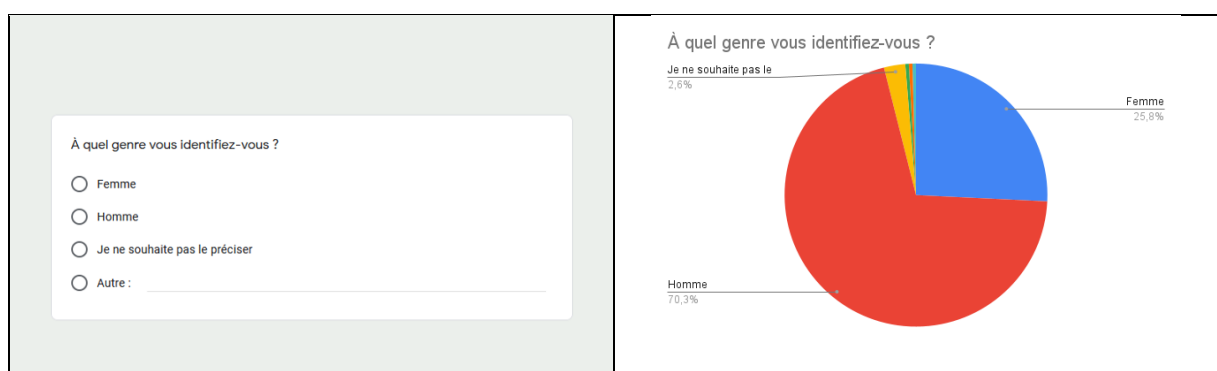 À quel genre vous identifiez-vous ?
Femme
Homme
Je ne souhaite pas le préciser
Autre :
À quel genre vous identifiez-vous ?
Je ne souhaite pas le
2,6%
Femme
25,8%
Homme
70,3%